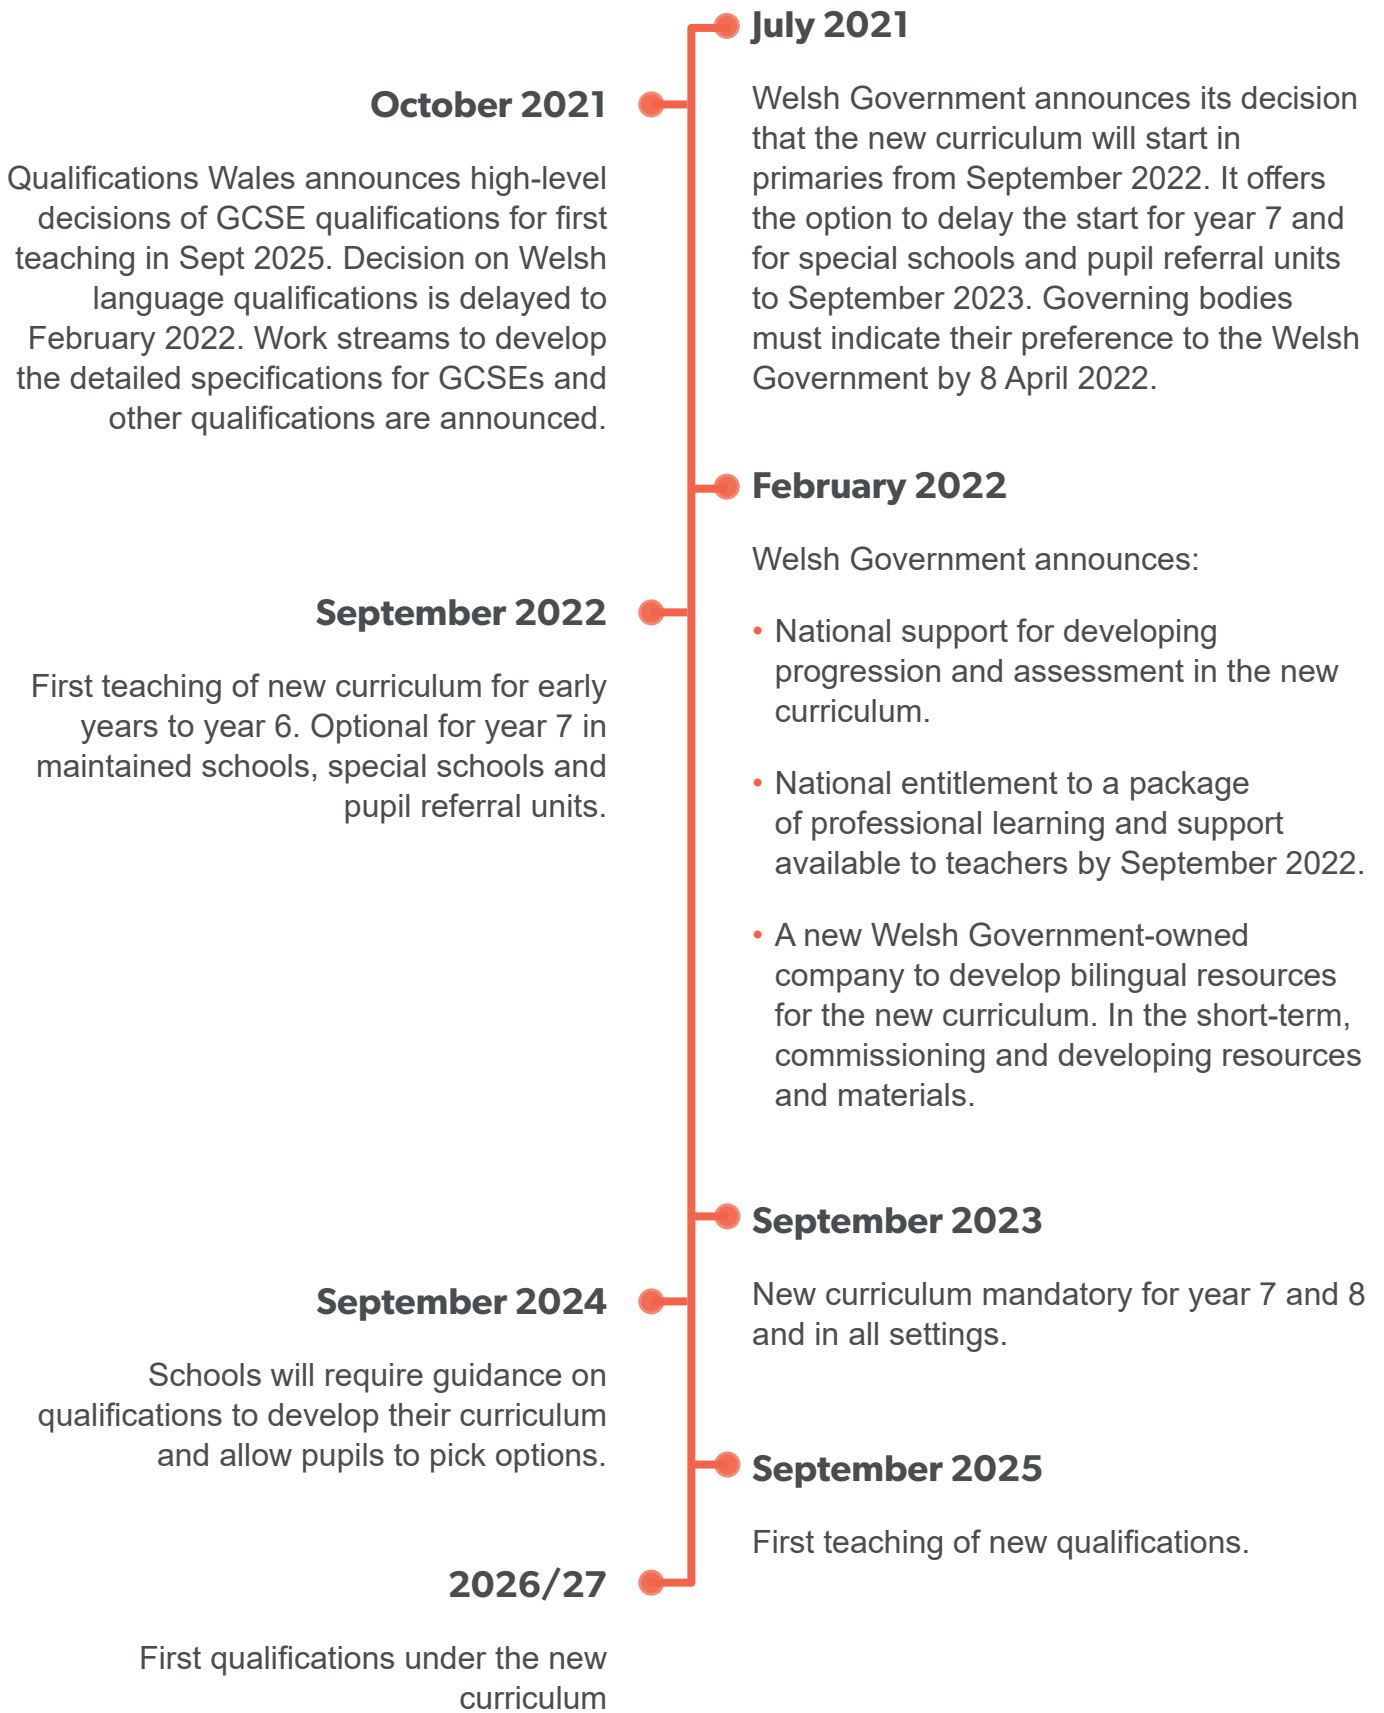 July 2021
Welsh Government announces its decision
that the new curriculum will start in
primaries from September 2022. It offers
the option to delay the start for year 7 and
for special schools and pupil referral units
to September 2023. Governing bodies
must indicate their preference to the Welsh
Government by 8 April 2022.
October 2021
Qualifications Wales announces high-level
decisions of GCSE qualifications for first
teaching in Sept 2025. Decision on Welsh
language qualifications is delayed to
February 2022. Work streams to develop
the detailed specifications for GCSEs and
other qualifications are announced.
February 2022
Welsh Government announces:
• National support for developing
progression and assessment in the new
curriculum.
• National entitlement to a package
of professional learning and support
available to teachers by September 2022.
• A new Welsh Government-owned
company to develop bilingual resources
for the new curriculum. In the short-term,
commissioning and developing resources
and materials.
September 2022
First teaching of new curriculum for early
years to year 6. Optional for year 7 in
maintained schools, special schools and
pupil referral units.
September 2023
New curriculum mandatory for year 7 and 8
and in all settings.
September 2024
Schools will require guidance on
qualifications to develop their curriculum
and allow pupils to pick options.
September 2025
First teaching of new qualifications.
2026/27
First qualifications under the new
curriculum